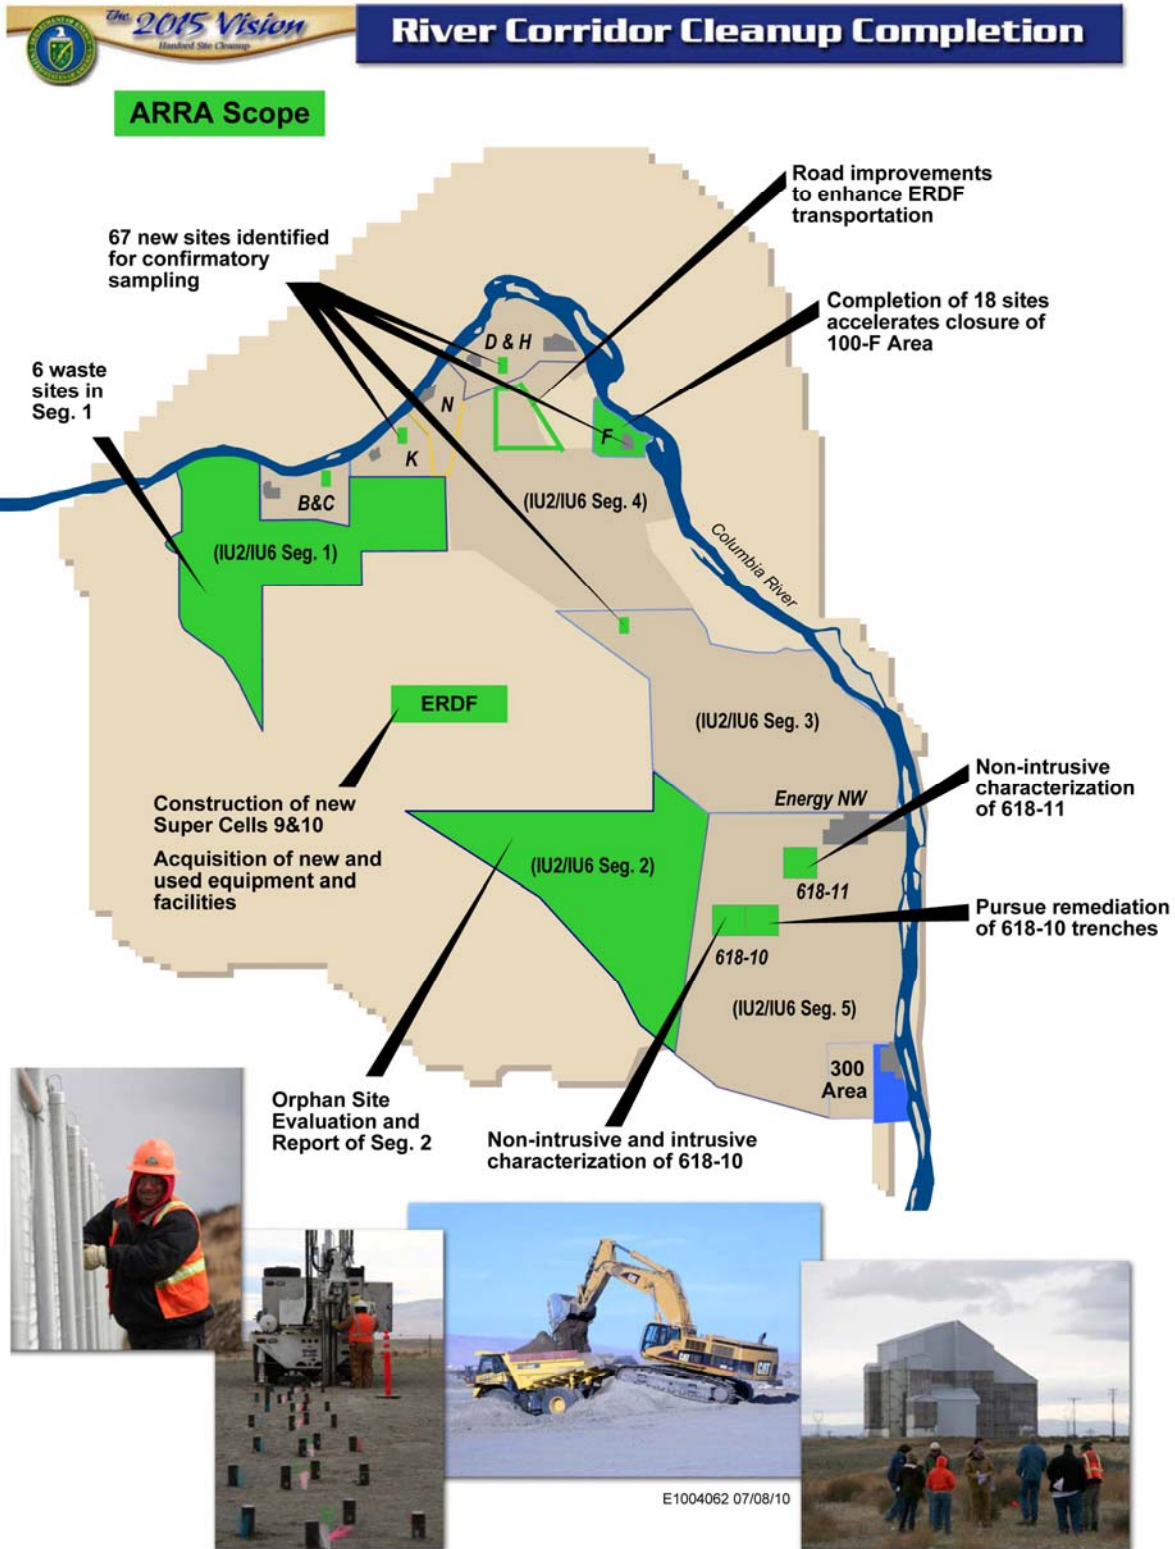 The 2015 Vision
Hanford Site Cleanup
River Corridor Cleanup Completion
ARRA Scope
Road improvements
to enhance ERDF
transportation
67 new sites identified
for confirmatory
sampling
Completion of 18 sites
accelerates closure of
100-F Area
D & H
6 waste
sites in
Seg. 1
N
F
K
B&C
(IU2/IU6 Seg. 4)
(IU2/IU6 Seg. 1)
Columbia River
ERDF
(IU2/IU6 Seg. 3)
Non-intrusive
characterization
of 618-11
Energy NW
Construction of new
Super Cells 9&10
Acquisition of new and
used equipment and
facilities
(IU2/IU6 Seg. 2)
618-11
Pursue remediation
of 618-10 trenches
618-10
(IU2/IU6 Seg. 5)
300
Area
Orphan Site
Evaluation and
Report of Seg. 2
Non-intrusive and intrusive
characterization of 618-10
CAT
CAT
E1004062 07/08/10